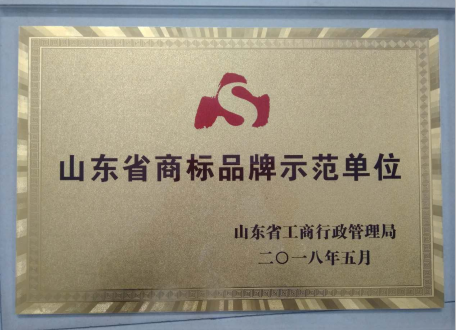 山东省商标品牌示范单位
山东省工商行政管理局
二〇一八年五月